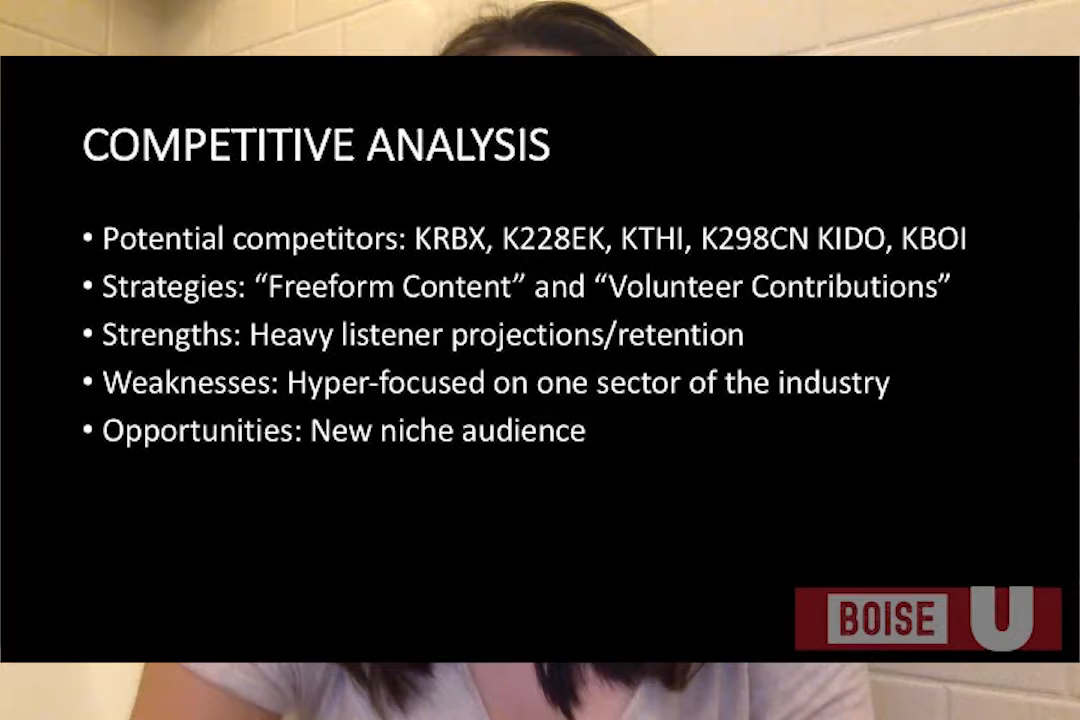 COMPETITIVE ANALYSIS
• Potential competitors: KRBX, K228EK, KTHI, K298CN KIDO, KBOI
• Strategies: “Freeform Content” and “Volunteer Contributions”
• Strengths: Heavy listener projections/retention
• Weaknesses: Hyper-focused on one sector of the industry
• Opportunities: New niche audience
BOISE U